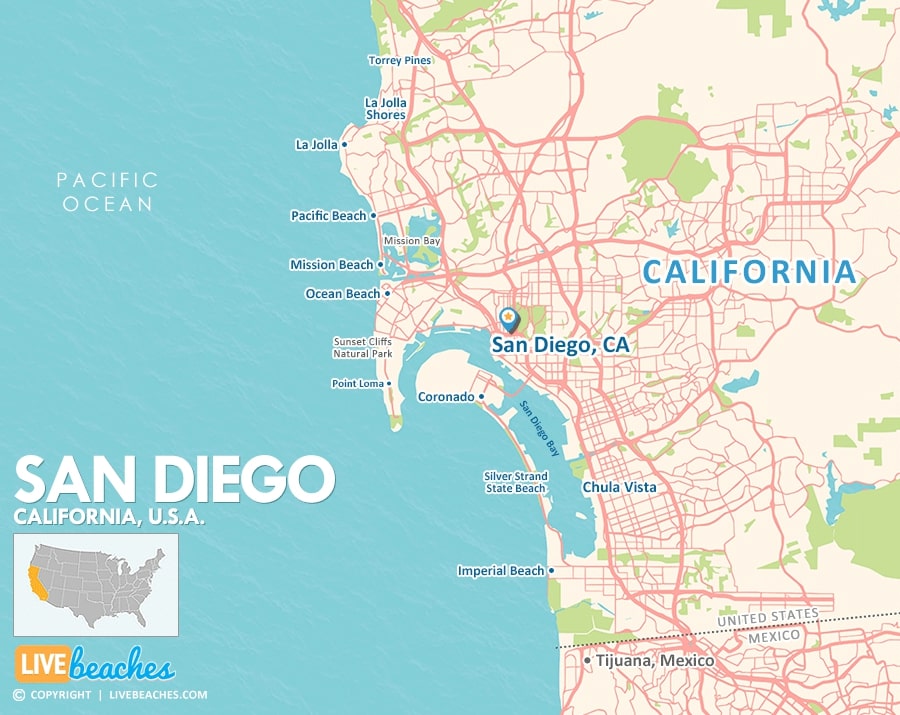 Torrey Pines
La Jolla
Shores
La Jolla
PACIFIC
OCEAN
Pacific Beach
Mission Bay
Mission Beach
CALIFORNIA
Ocean Beach
Sunset Cliffs
Natural Park
San Diego, CA
Point Loma
Coronado
San Diego Bay
SAN DIEGO
CALIFORNIA, U.S.A.
Silver Strand
State Beach
Chula Vista
Imperial Beach
UNITED STATES
MEXICO
Tijuana, Mexico
LIVE beaches
© COPYRIGHT | LIVEBEACHES.COM